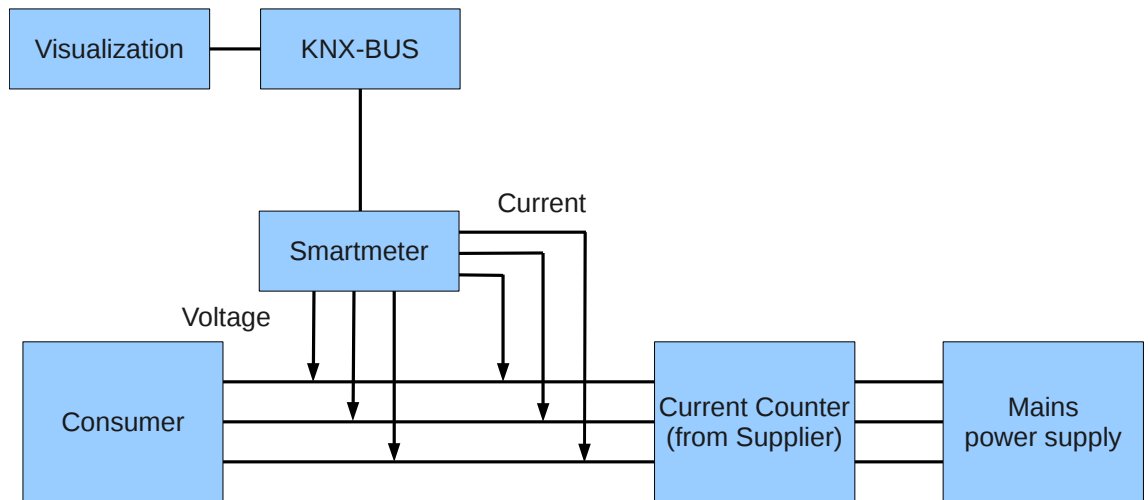 Visualization
KNX-BUS
Current
Smartmeter
Voltage
Consumer
Current Counter
(from Supplier)
Mains
power supply